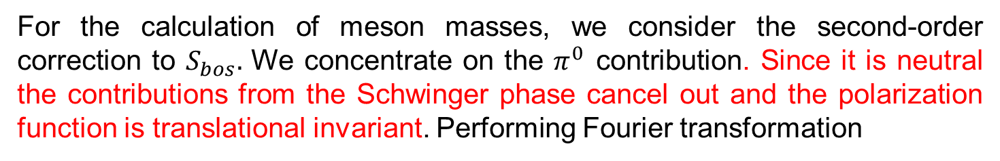 For the calculation of meson masses, we consider the second-order
correction to $S_{bos}$. We concentrate on the $\pi^0$ contribution. Since it is neutral
the contributions from the Schwinger phase cancel out and the polarization
function is translational invariant. Performing Fourier transformation